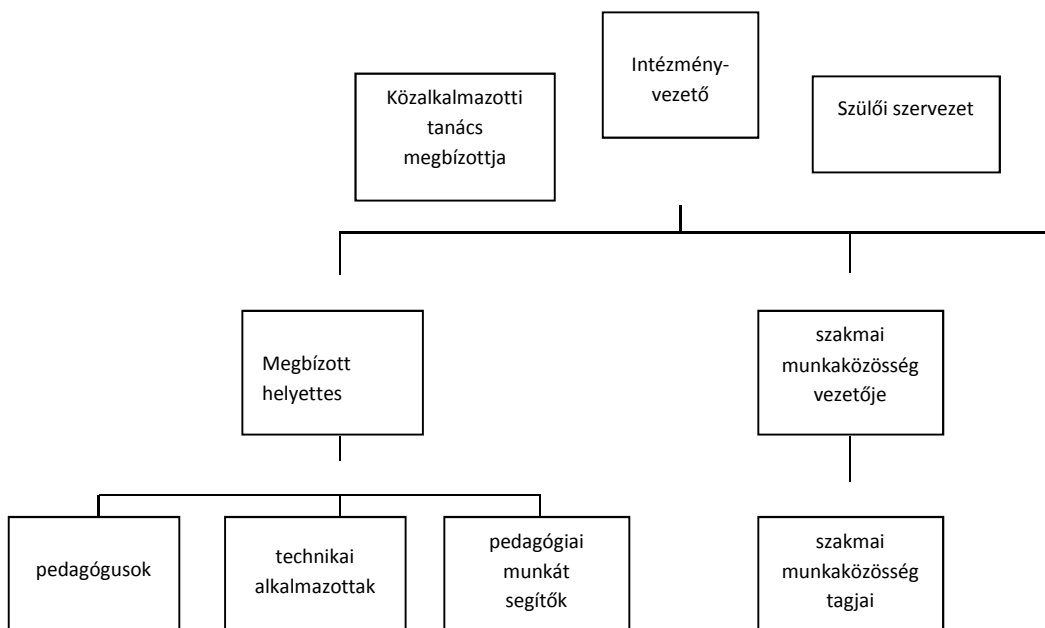 Intézmény-
vezető
Közalkalmazotti
tanács
megbízottja
Szülői szervezet
Megbízott
helyettes
szakmai
munkaközösség
vezetője
pedagógusok
technikai
alkalmazottak
pedagógiai
munkát
segítők
szakmai
munkaközösség
tagjai